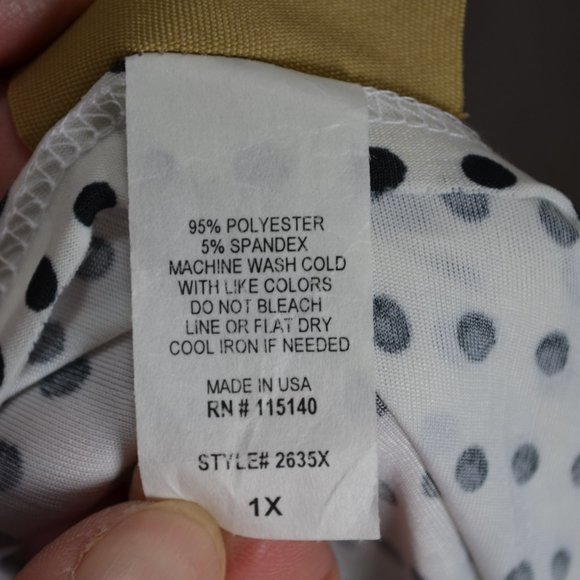 95% POLYESTER
5% SPANDEX
MACHINE WASH COLD
WITH LIKE COLORS
DO NOT BLEACH
LINE OR FLAT DRY
COOL IRON IF NEEDED
MADE IN USA
RN # 115140
STYLE# 2635X
1X